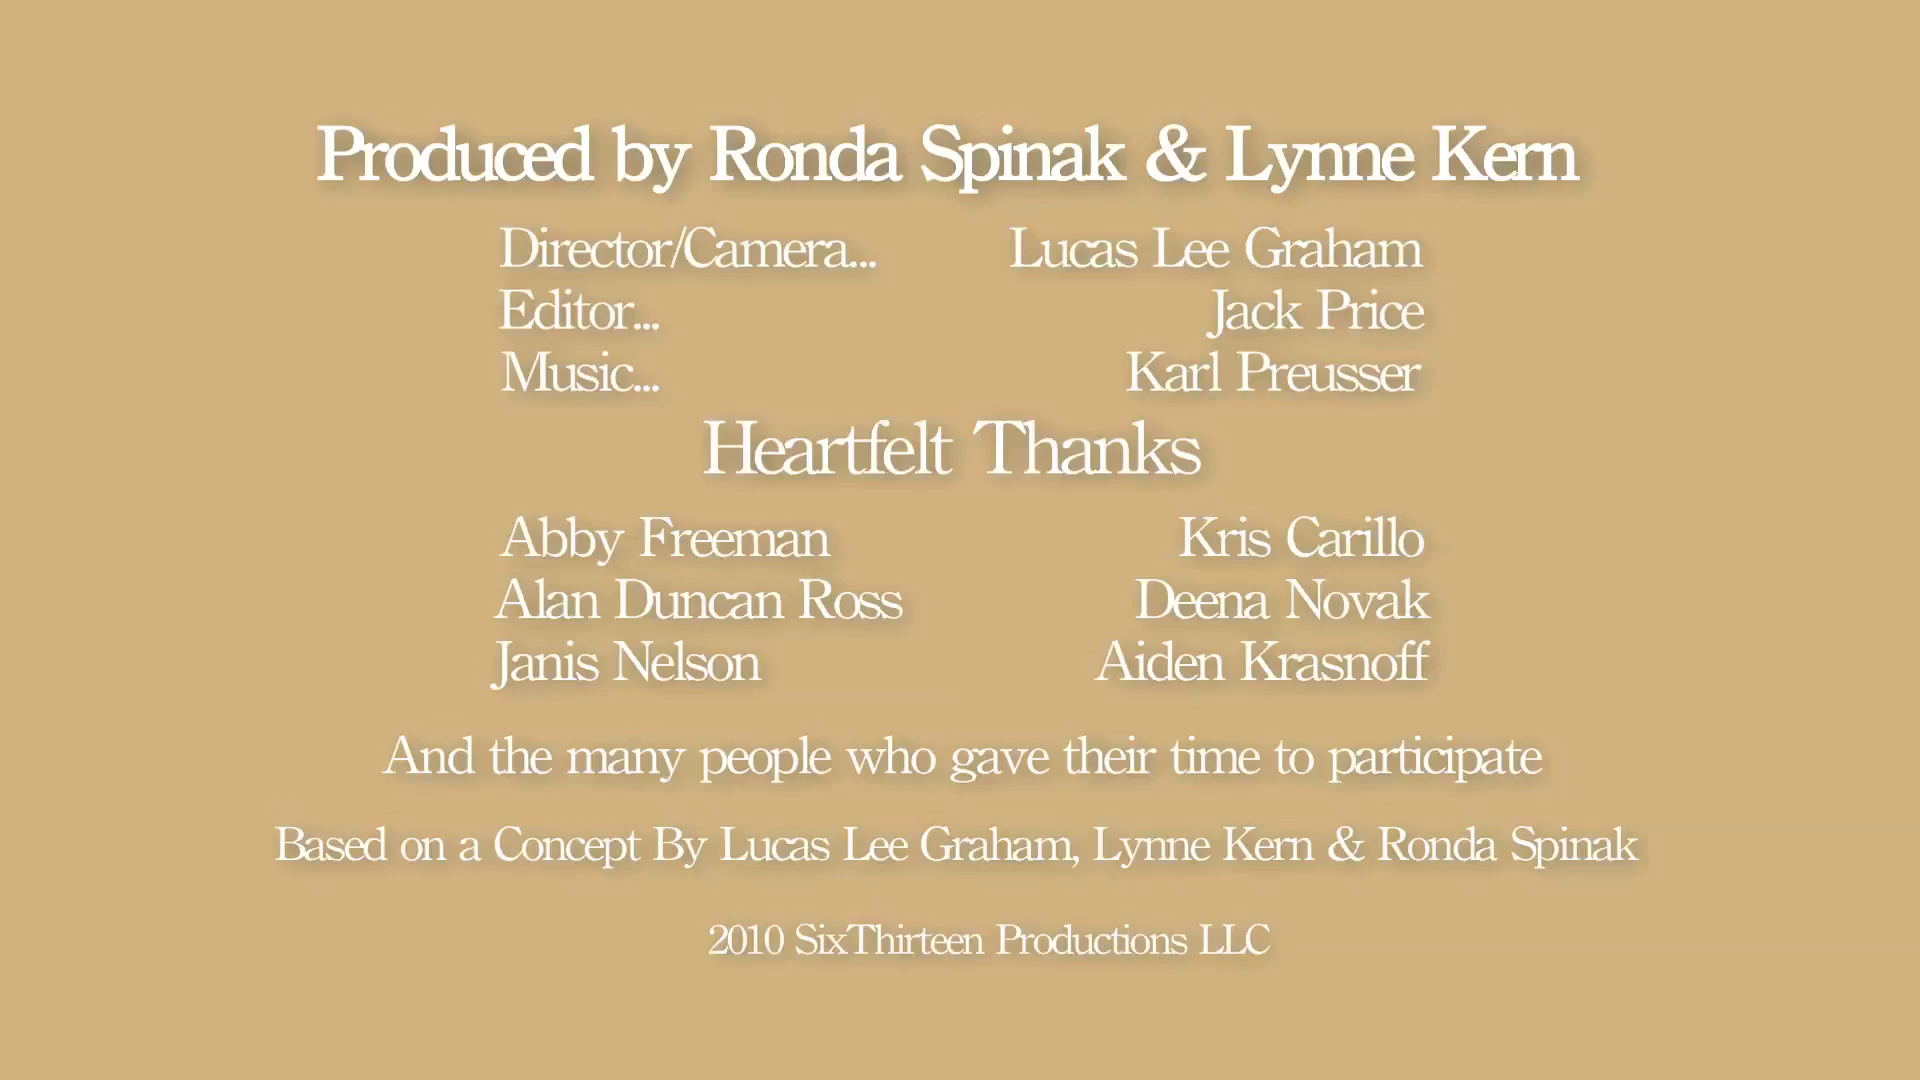 Produced by Ronda Spinak & Lynne Kern
Director/Camera... Lucas Lee Graham
Editor... Jack Price
Music... Karl Preusser
Heartfelt Thanks
Abby Freeman Kris Carillo
Alan Duncan Ross Deena Novak
Janis Nelson Aiden Krasnoff
And the many people who gave their time to participate
Based on a Concept By Lucas Lee Graham, Lynne Kern & Ronda Spinak
2010 SixThirteen Productions LLC